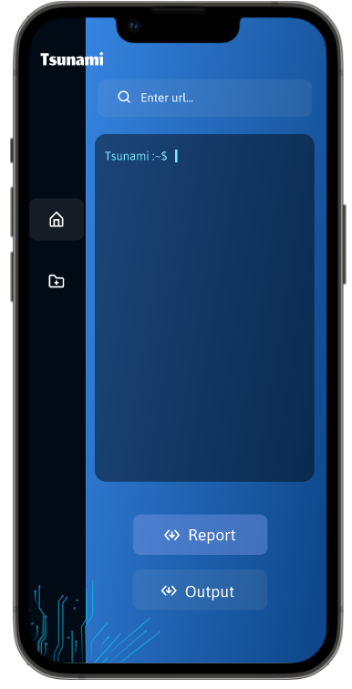 Tsunami
Enter url...
Tsunami :~$
Report
Output